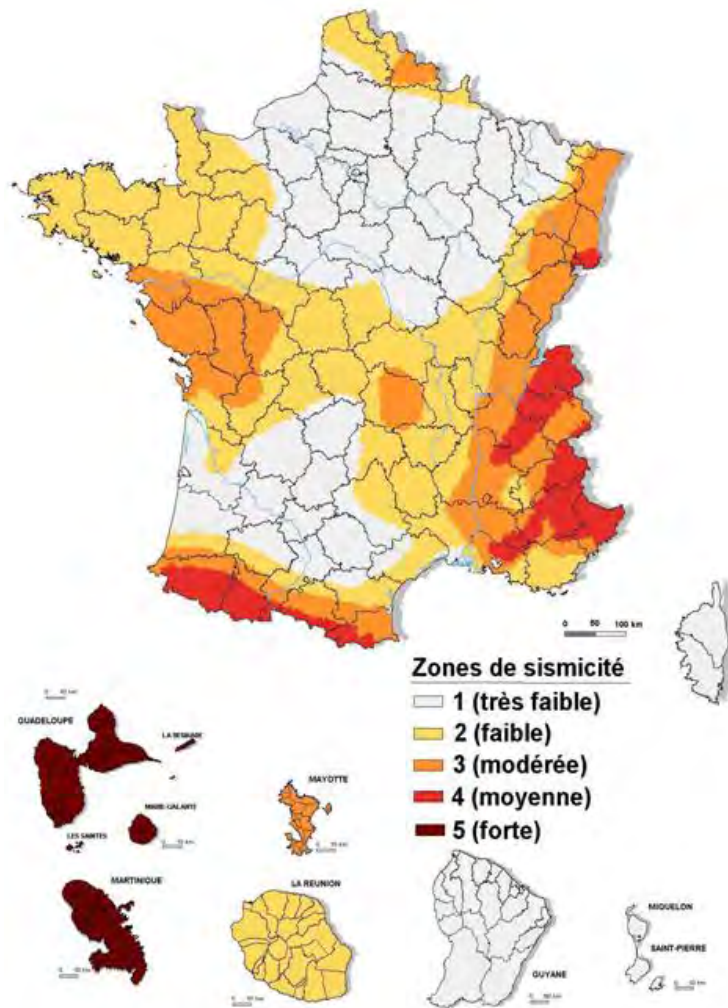 0 50 100 km
Zones de sismicité
1 (très faible)
2 (faible)
3 (modérée)
4 (moyenne)
5 (forte)
GUADELOUPE
LA DESIRADE
MARIE-GALANTE
LES SAINTES
MAYOTTE
MARTINIQUE
LA REUNION
GUYANE
MIQUELON
SAINT-PIERRE